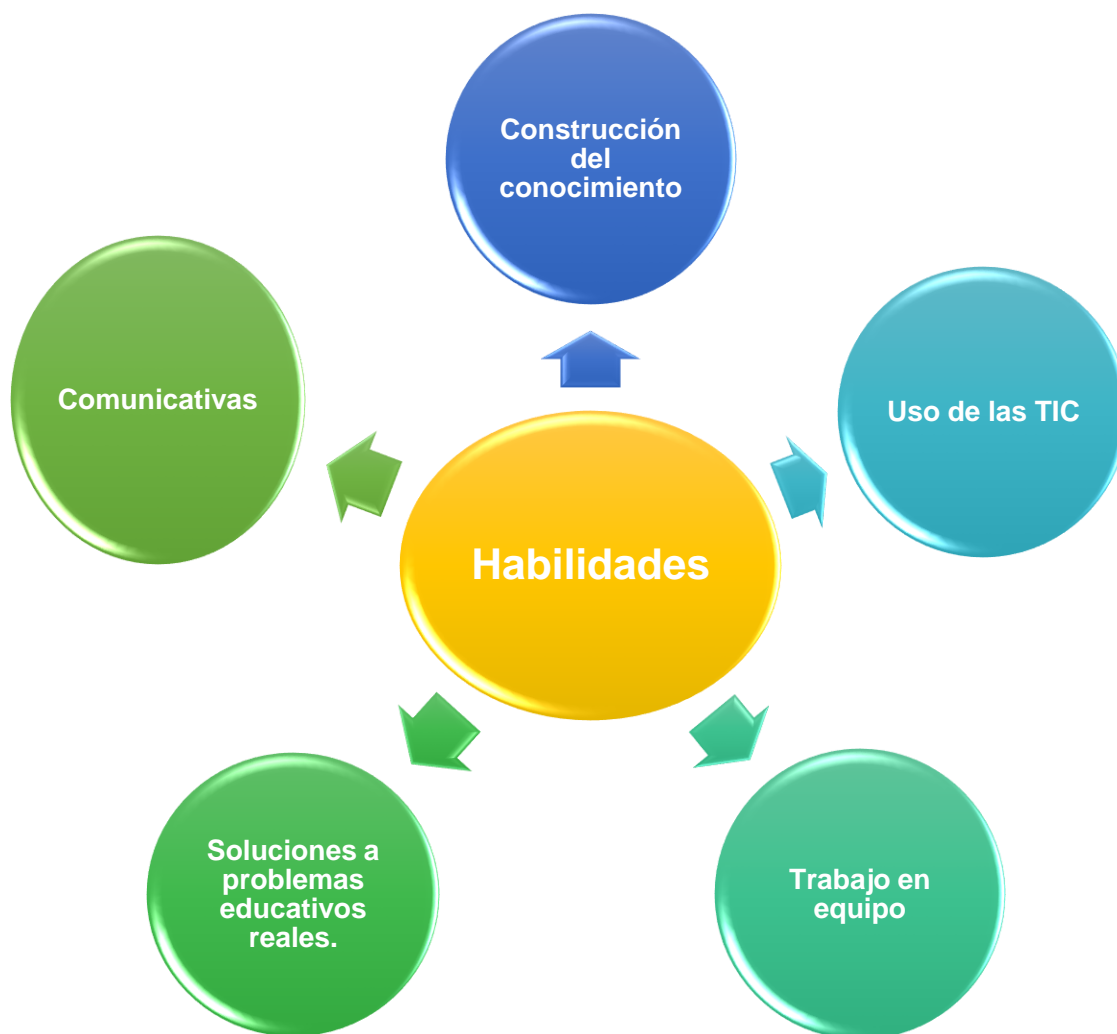 Construcción
del
conocimiento
Comunicativas
Uso de las TIC
Habilidades
Soluciones a
problemas
educativos
reales.
Trabajo en
equipo